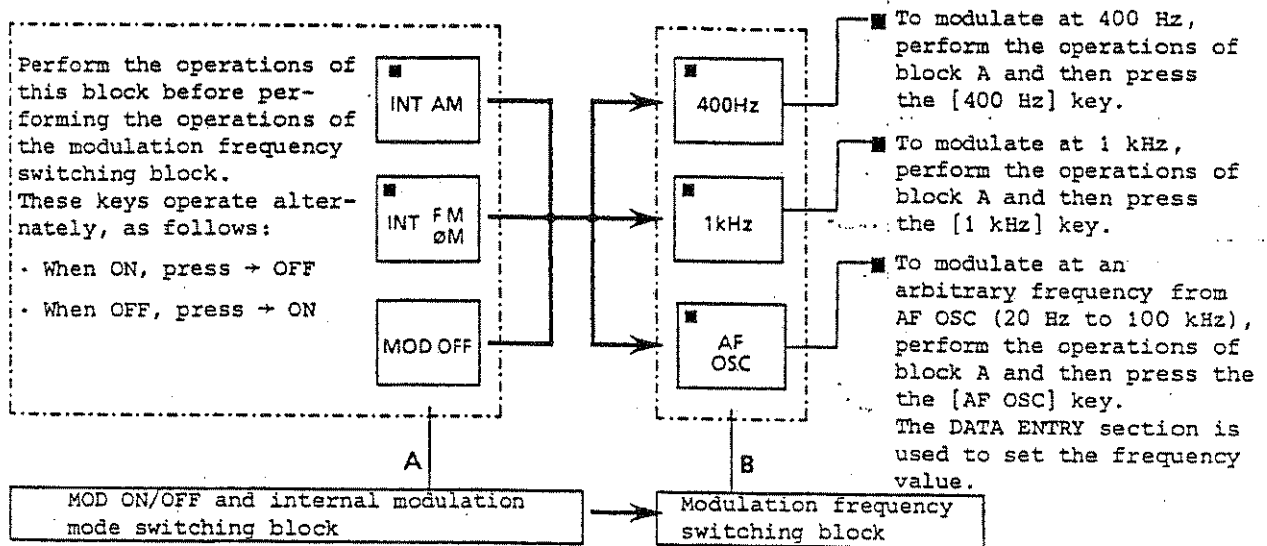 Perform the operations of
this block before per-
forming the operations of
the modulation frequency
switching block.
These keys operate alter-
nately, as follows:
· When ON, press → OFF
· When OFF, press → ON
INT AM
INT FM
ØM
MOD OFF
A
MOD ON/OFF and internal modulation
mode switching block
400Hz
1kHz
AF
OSC
B
Modulation frequency
switching block
■ To modulate at 400 Hz,
perform the operations of
block A and then press
the [400 Hz] key.
■ To modulate at 1 kHz,
perform the operations of
block A and then press
the [1 kHz] key.
■ To modulate at an
arbitrary frequency from
AF OSC (20 Hz to 100 kHz),
perform the operations of
block A and then press the
the [AF OSC] key.
The DATA ENTRY section is
used to set the frequency
value.